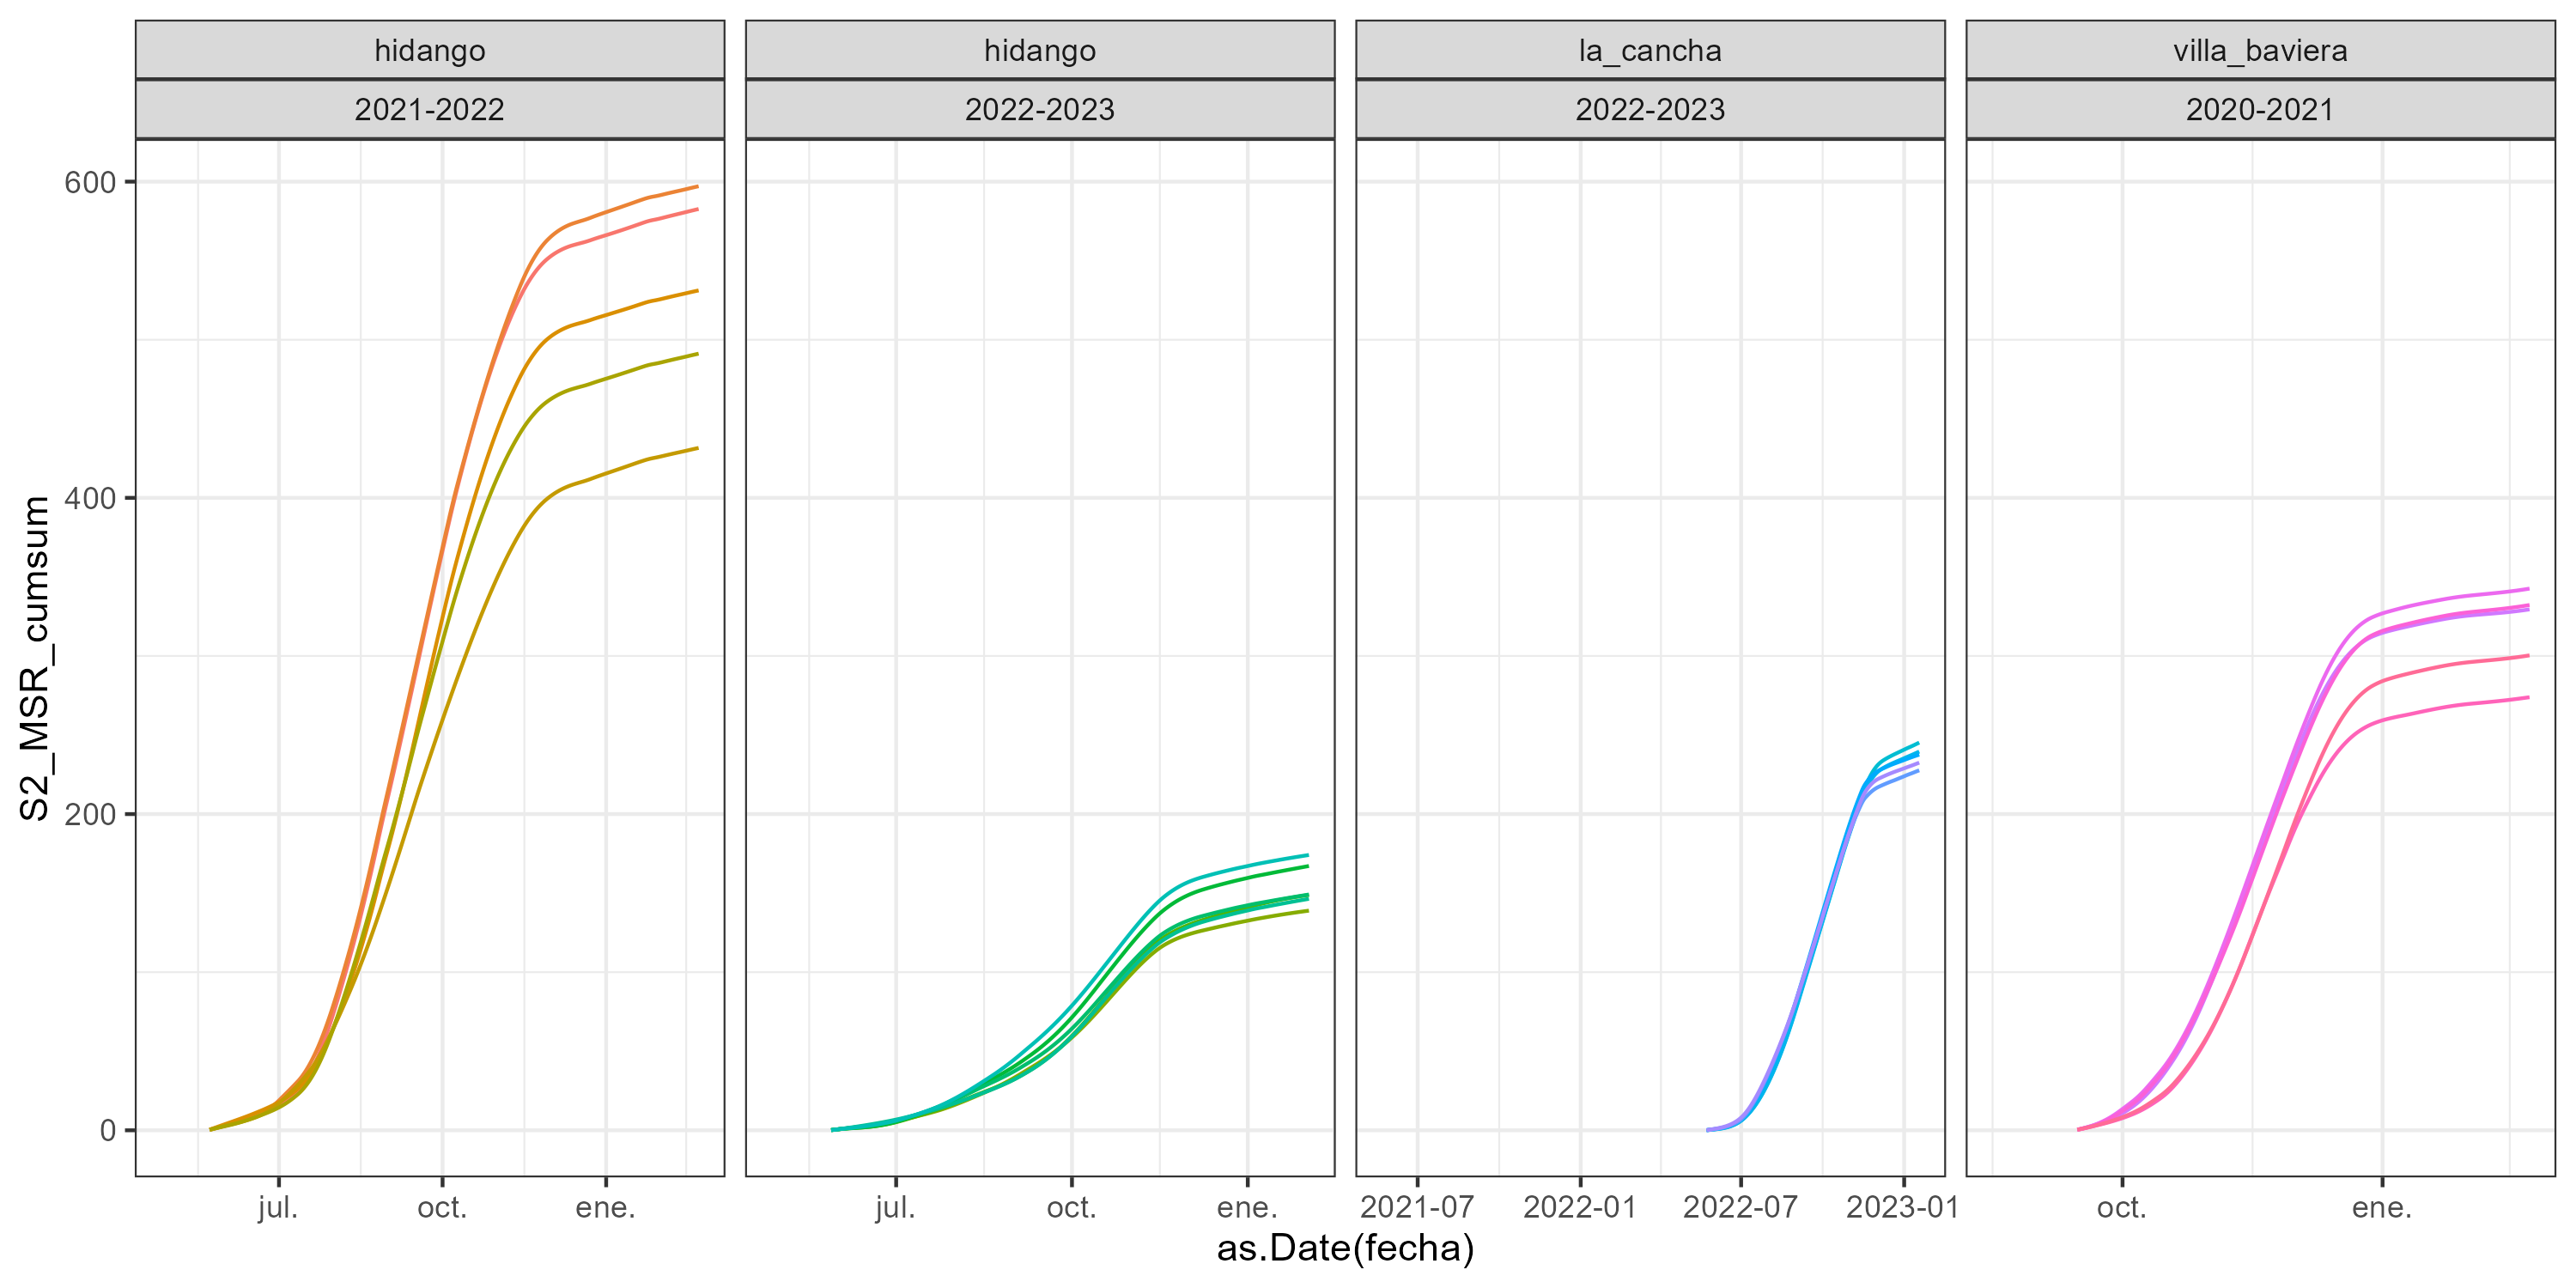 hidango hidango la_cancha villa_baviera
2021-2022 2022-2023 2022-2023 2020-2021
600
400
200
0
S2_MSR_cumsum
jul. oct. ene. jul. oct. ene. 2021-07 2022-01 2022-07 2023-01 oct. ene.
as.Date(fecha)